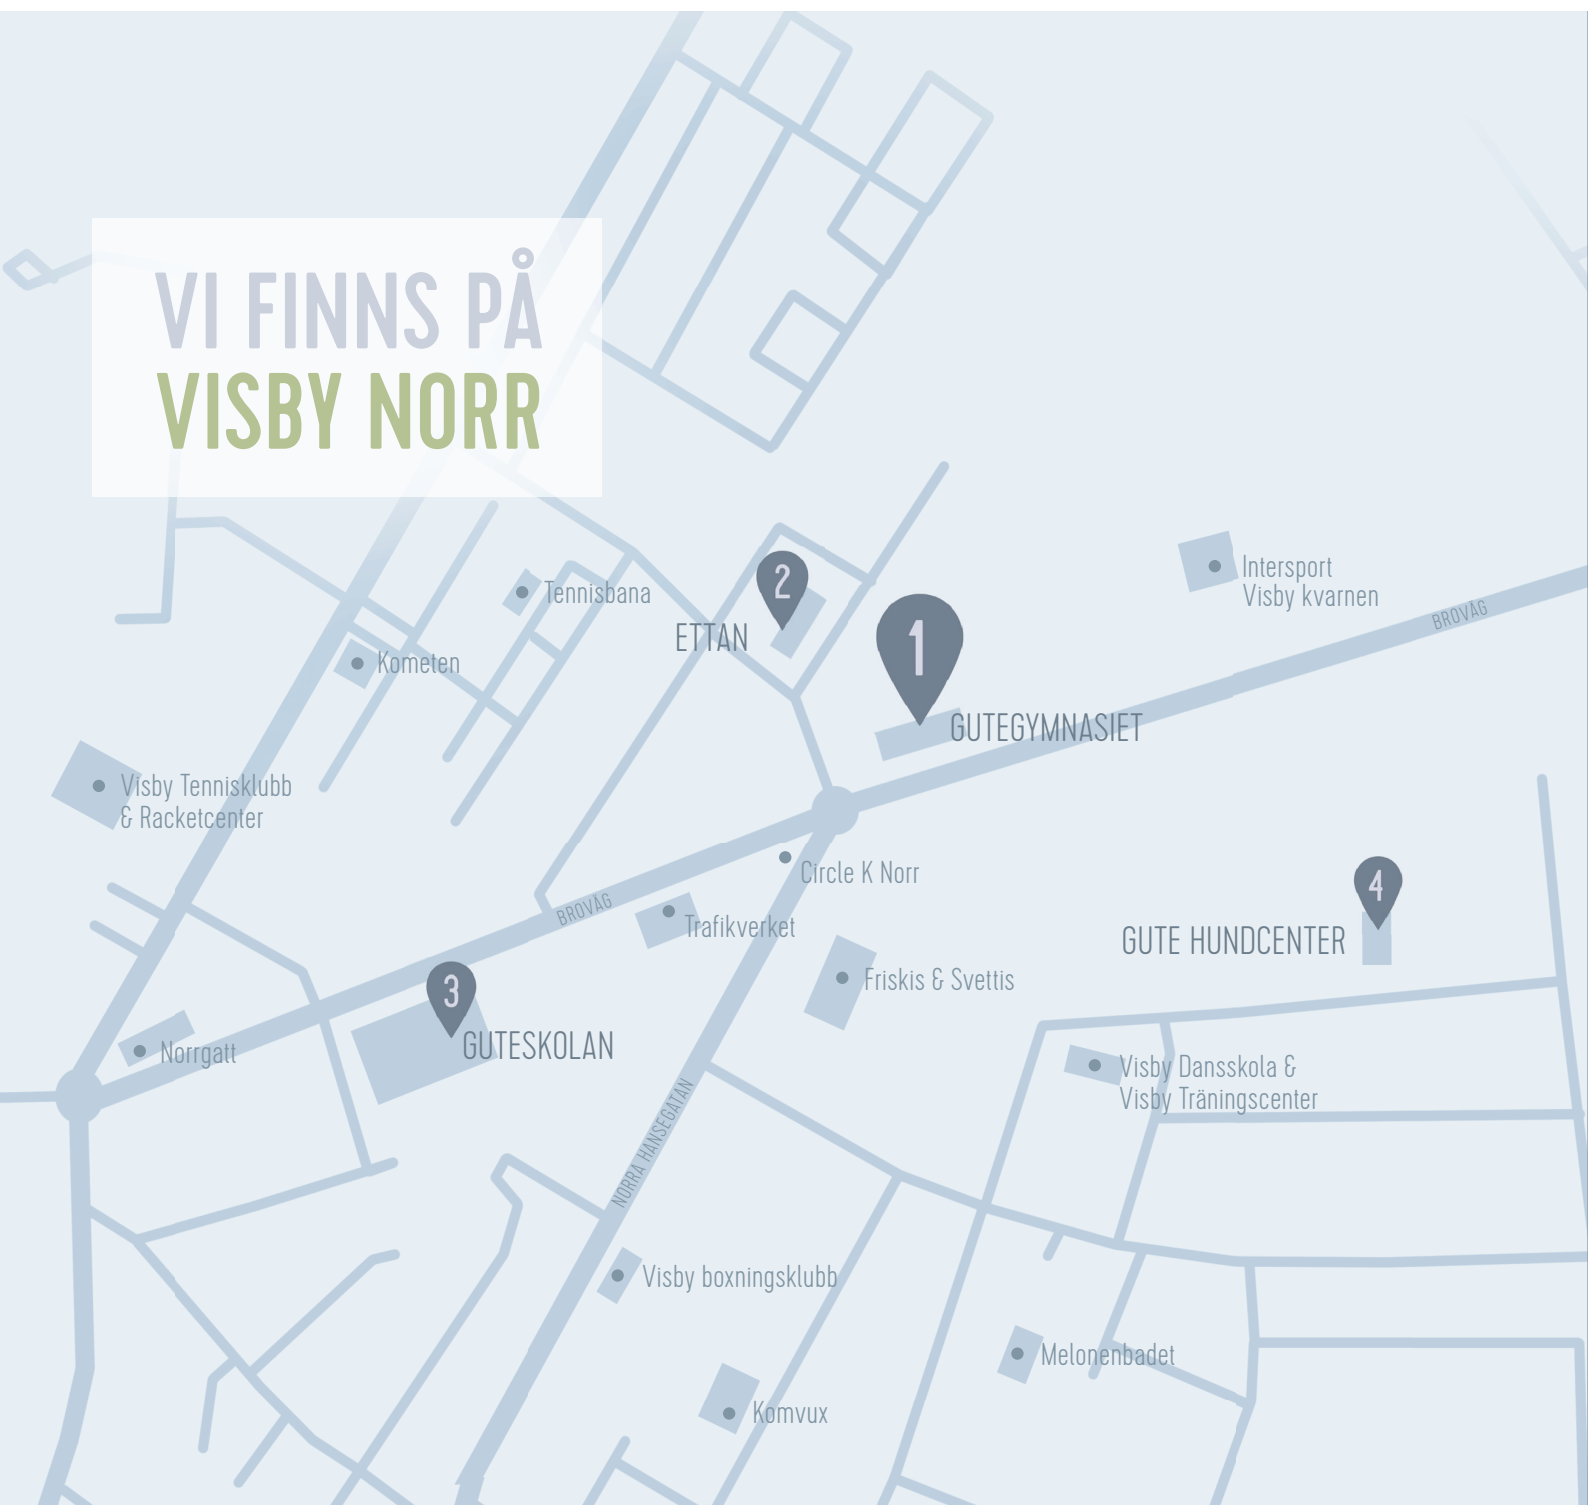 VI FINNS PÅ
VISBY NORR
2
Tennisbana
ETTAN
Intersport
Visby kvarnen
BROVÄG
1
Kometen
GUTEGYMNASIET
Visby Tennisklubb
& Racketcenter
Circle K Norr
4
BROVÄG
Trafikverket
GUTE HUNDCENTER
3
Friskis & Svettis
GUTESKOLAN
Norrgatt
Visby Dansskola &
Visby Träningscenter
NORRA HANSEGATAN
Visby boxningsklubb
Melonenbadet
Komvux